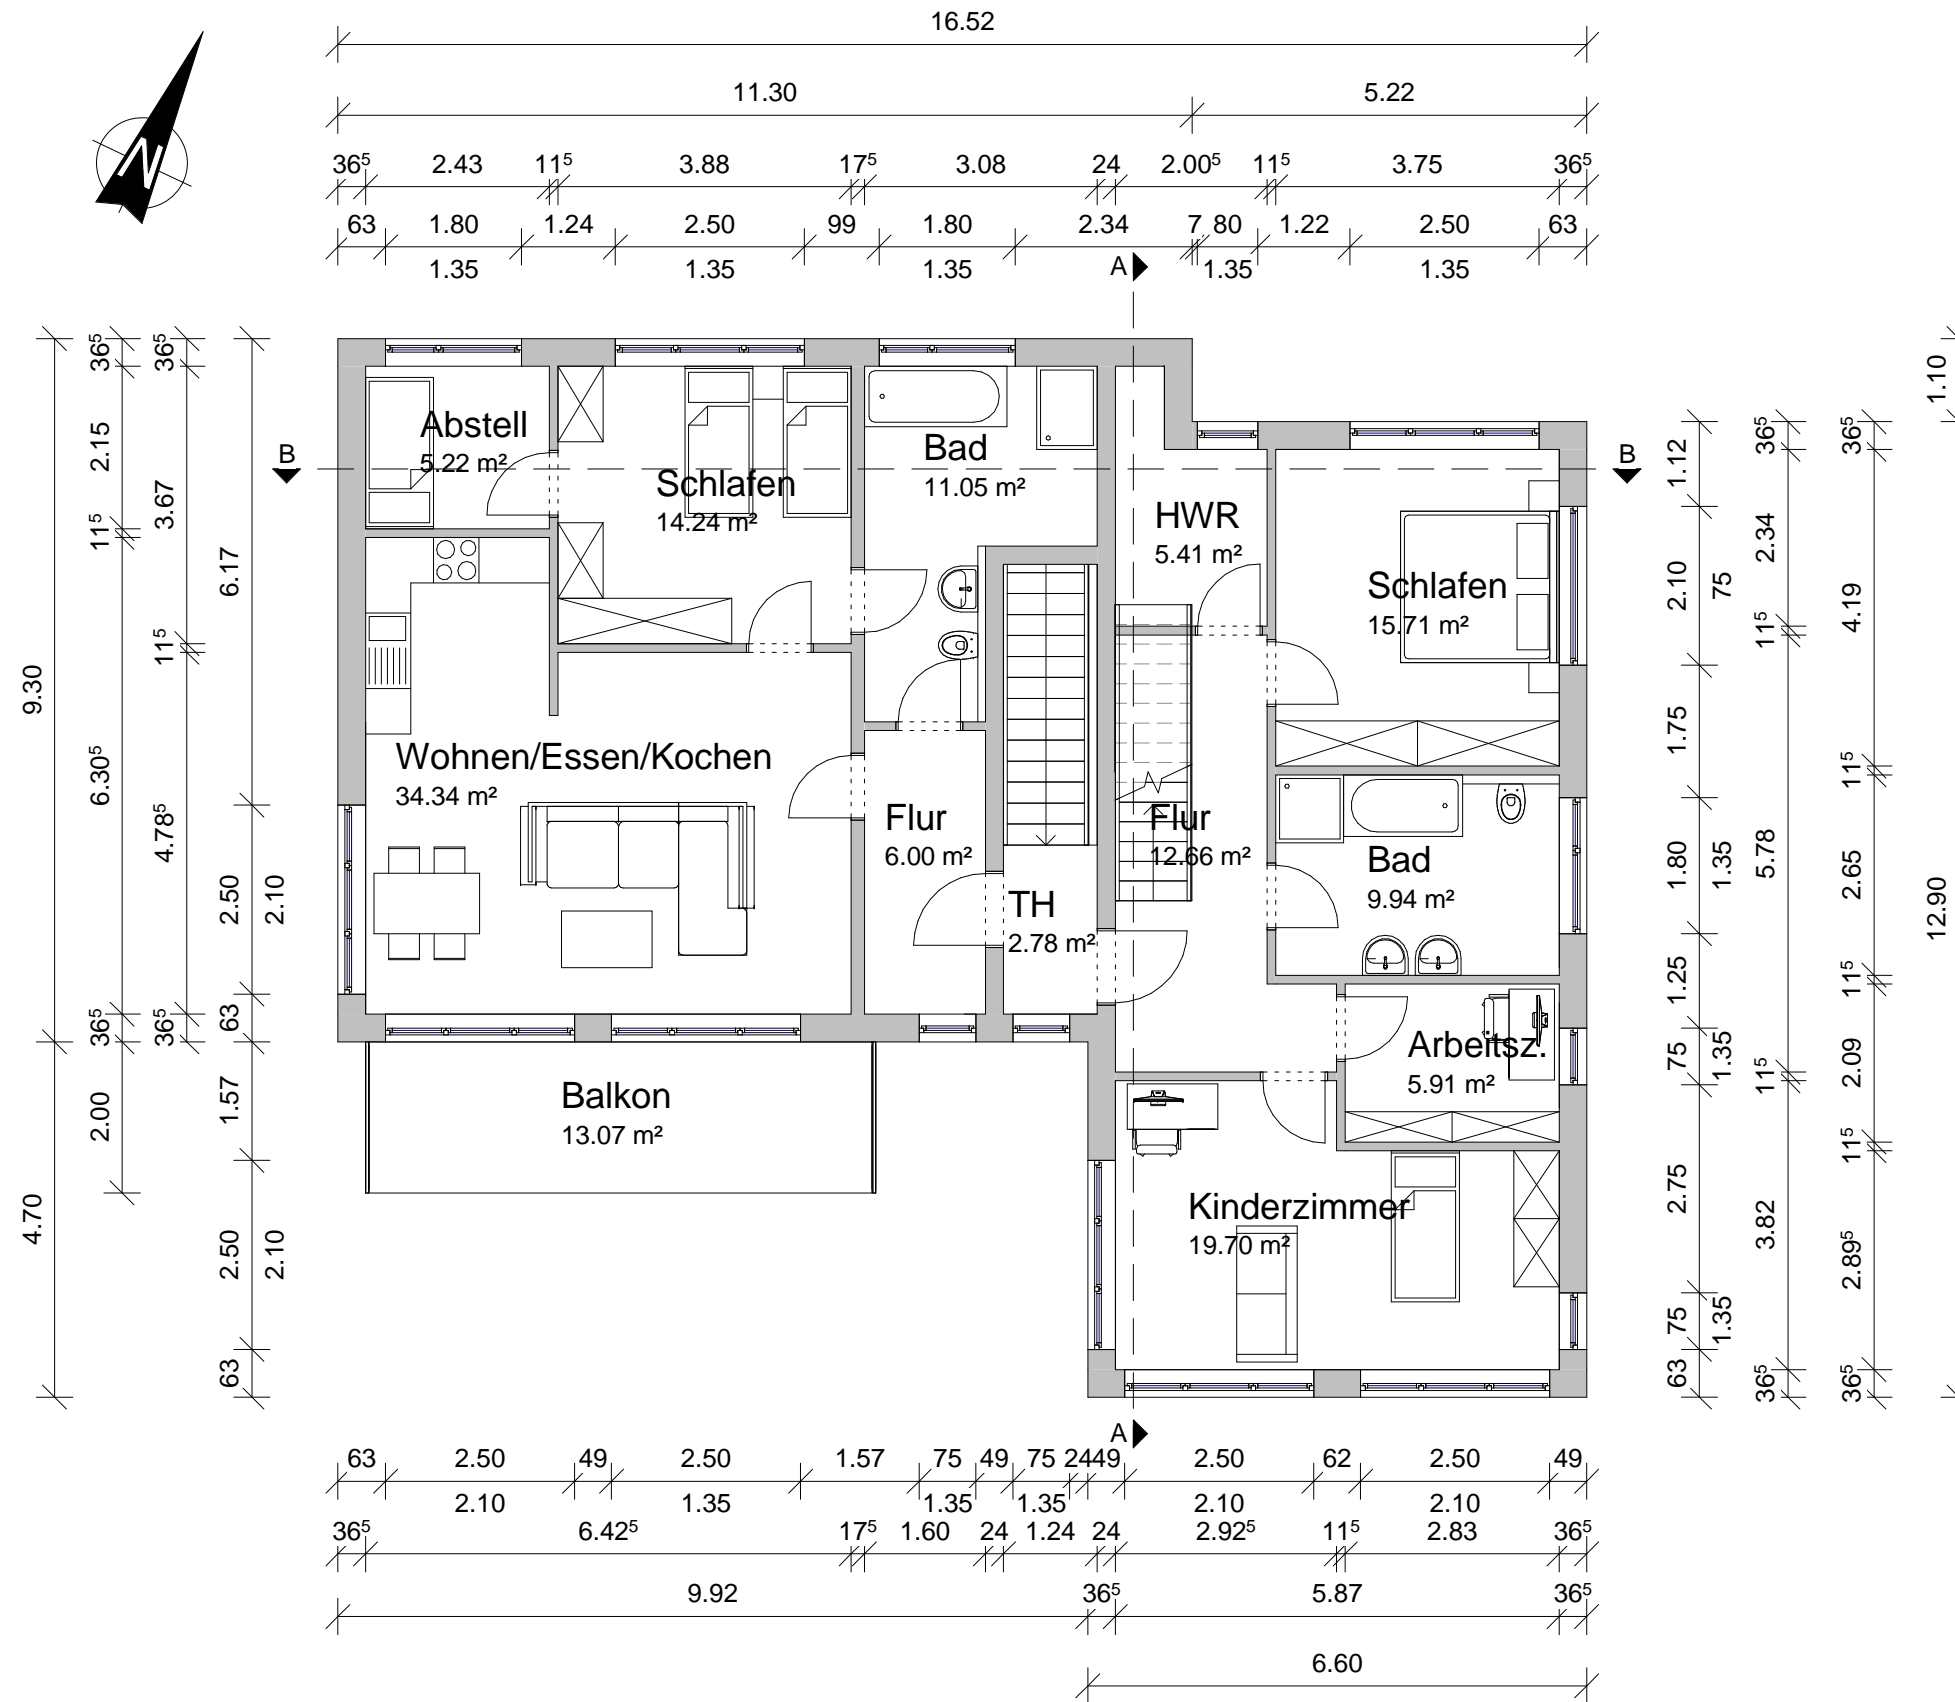 16.52
11.30 5.22
36⁵ 2.43 11⁵ 3.88 17⁵ 3.08 24 2.00⁵ 11⁵ 3.75 36⁵
63 1.80 1.24 2.50 99 1.80 2.34 7 80 1.22 2.50 63
1.35 1.35 1.35 1.35 1.35
N
A
B
B
Abstell
5.22 m²
Schlafen
14.24 m²
Bad
11.05 m²
HWR
5.41 m²
Schlafen
15.71 m²
Wohnen/Essen/Kochen
34.34 m²
Flur
6.00 m²
TH
2.78 m²
Flur
12.66 m²
Bad
9.94 m²
Arbeitsz.
5.91 m²
Balkon
13.07 m²
Kinderzimmer
19.70 m²
A
9.30
4.70
36⁵
2.15
11⁵
6.30⁵
36⁵
2.00
36⁵
3.67
11⁵
4.78⁵
36⁵
6.17
2.50
2.10
63
1.57
2.50
2.10
63
1.12
2.10
75
1.75
1.80
1.35
1.25
75
1.35
2.75
75
1.35
63
36⁵
2.34
11⁵
5.78
11⁵
3.82
36⁵
36⁵
4.19
11⁵
2.65
11⁵
2.09
11⁵
2.89⁵
36⁵
1.10
12.90
63 2.50 49 2.50 1.57 75 49 75 24 49 2.50 62 2.50 49
2.10 1.35 1.35 1.35 2.10 2.10
36⁵ 6.42⁵ 17⁵ 1.60 24 1.24 24 2.92⁵ 11⁵ 2.83 36⁵
9.92 36⁵ 5.87 36⁵
6.60